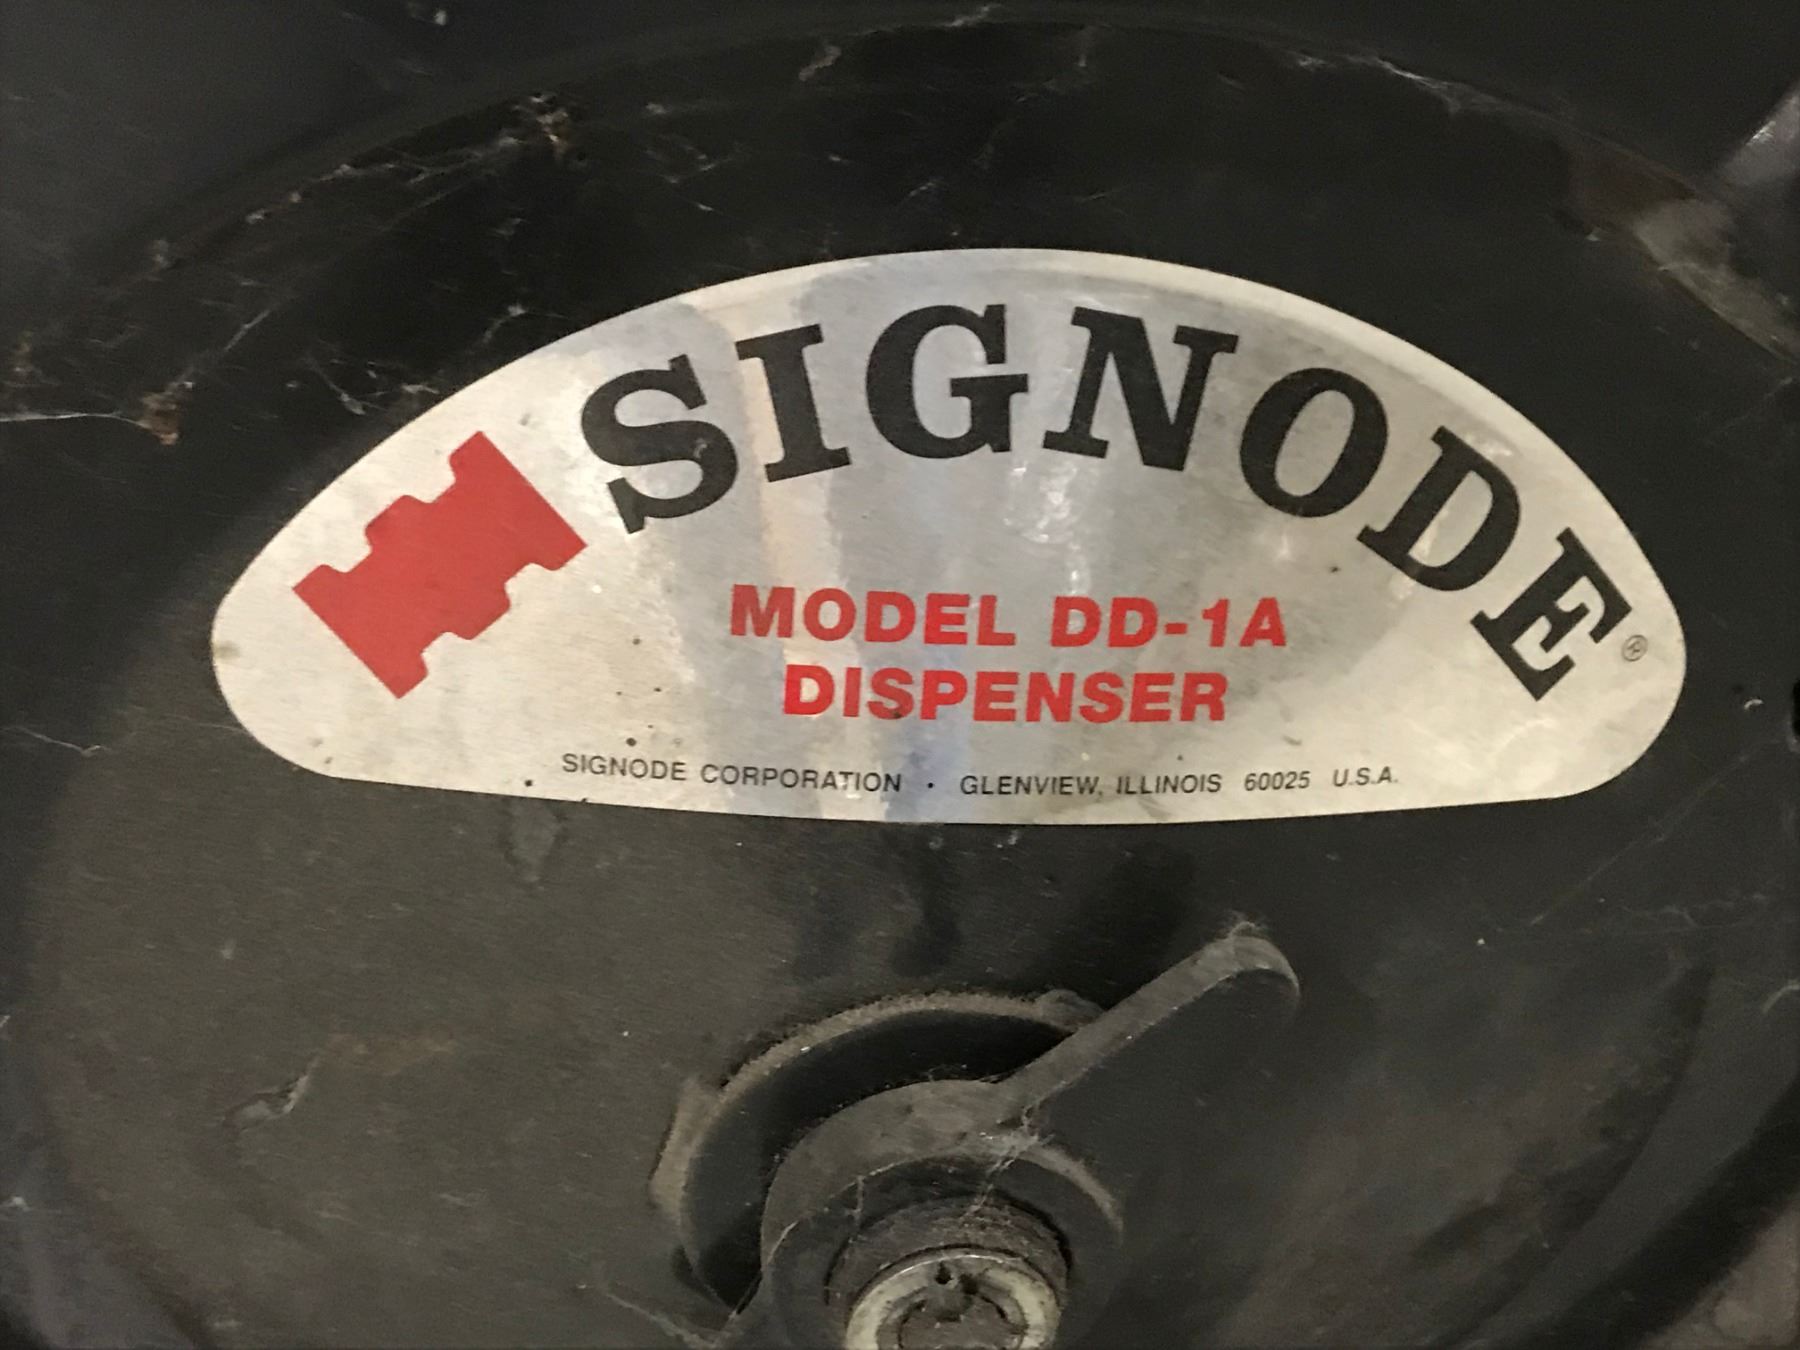 SIGNODE®
MODEL DD-1A
DISPENSER
SIGNODE CORPORATION • GLENVIEW, ILLINOIS 60025 U.S.A.